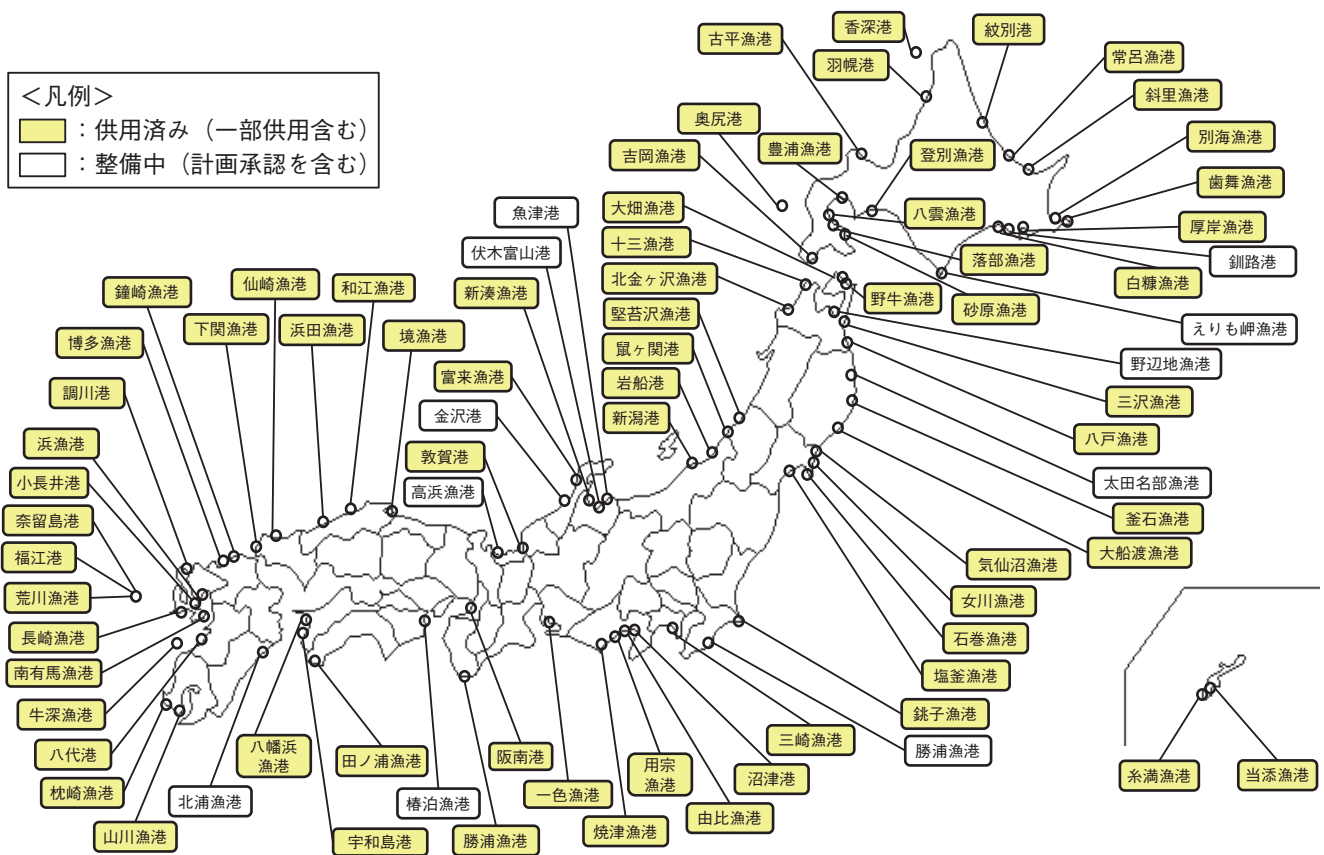 <凡例>
：供用済み（一部供用含む）
：整備中（計画承認を含む）
香深港
紋別港
古平漁港
羽幌港
常呂漁港
斜里漁港
奥尻港
別海漁港
吉岡漁港
豊浦漁港
登別漁港
歯舞漁港
大畑漁港
八雲漁港
厚岸漁港
魚津港
十三漁港
落部漁港
釧路港
伏木富山港
北金ヶ沢漁港
野牛漁港
砂原漁港
白糠漁港
仙崎漁港
和江漁港
新湊漁港
鐘崎漁港
下関漁港
浜田漁港
堅苔沢漁港
えりも岬漁港
博多漁港
境漁港
鼠ヶ関港
野辺地漁港
富来漁港
岩船港
調川港
金沢港
新潟港
三沢漁港
浜漁港
敦賀港
八戸漁港
小長井港
高浜漁港
太田名部漁港
奈留島港
釜石漁港
福江港
大船渡漁港
気仙沼漁港
荒川漁港
女川漁港
長崎漁港
石巻漁港
南有馬漁港
塩釜漁港
牛深漁港
銚子漁港
八代港
八幡浜
漁港
田ノ浦漁港
阪南港
用宗
漁港
三崎漁港
勝浦漁港
枕崎漁港
北浦漁港
椿泊漁港
一色漁港
沼津港
糸満漁港
当添漁港
山川漁港
宇和島港
勝浦漁港
焼津漁港
由比漁港